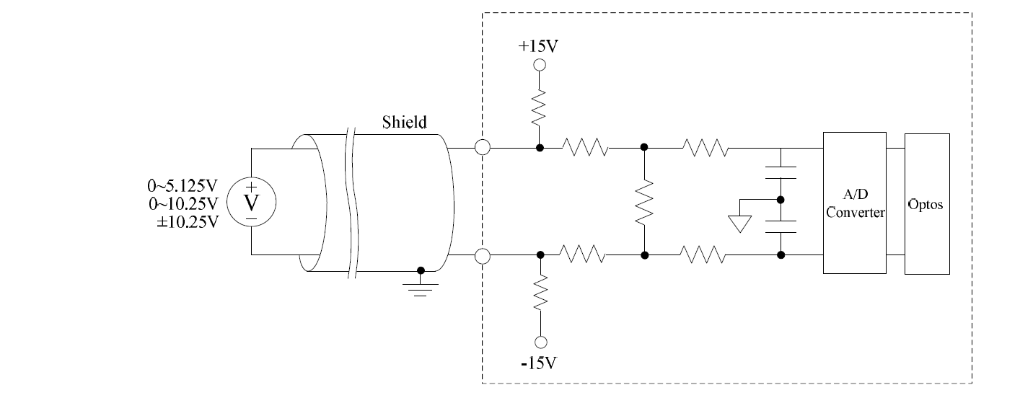 +15V
Shield
0~5.125V
0~10.25V
±10.25V
+
V
−
A/D
Converter
Optos
-15V